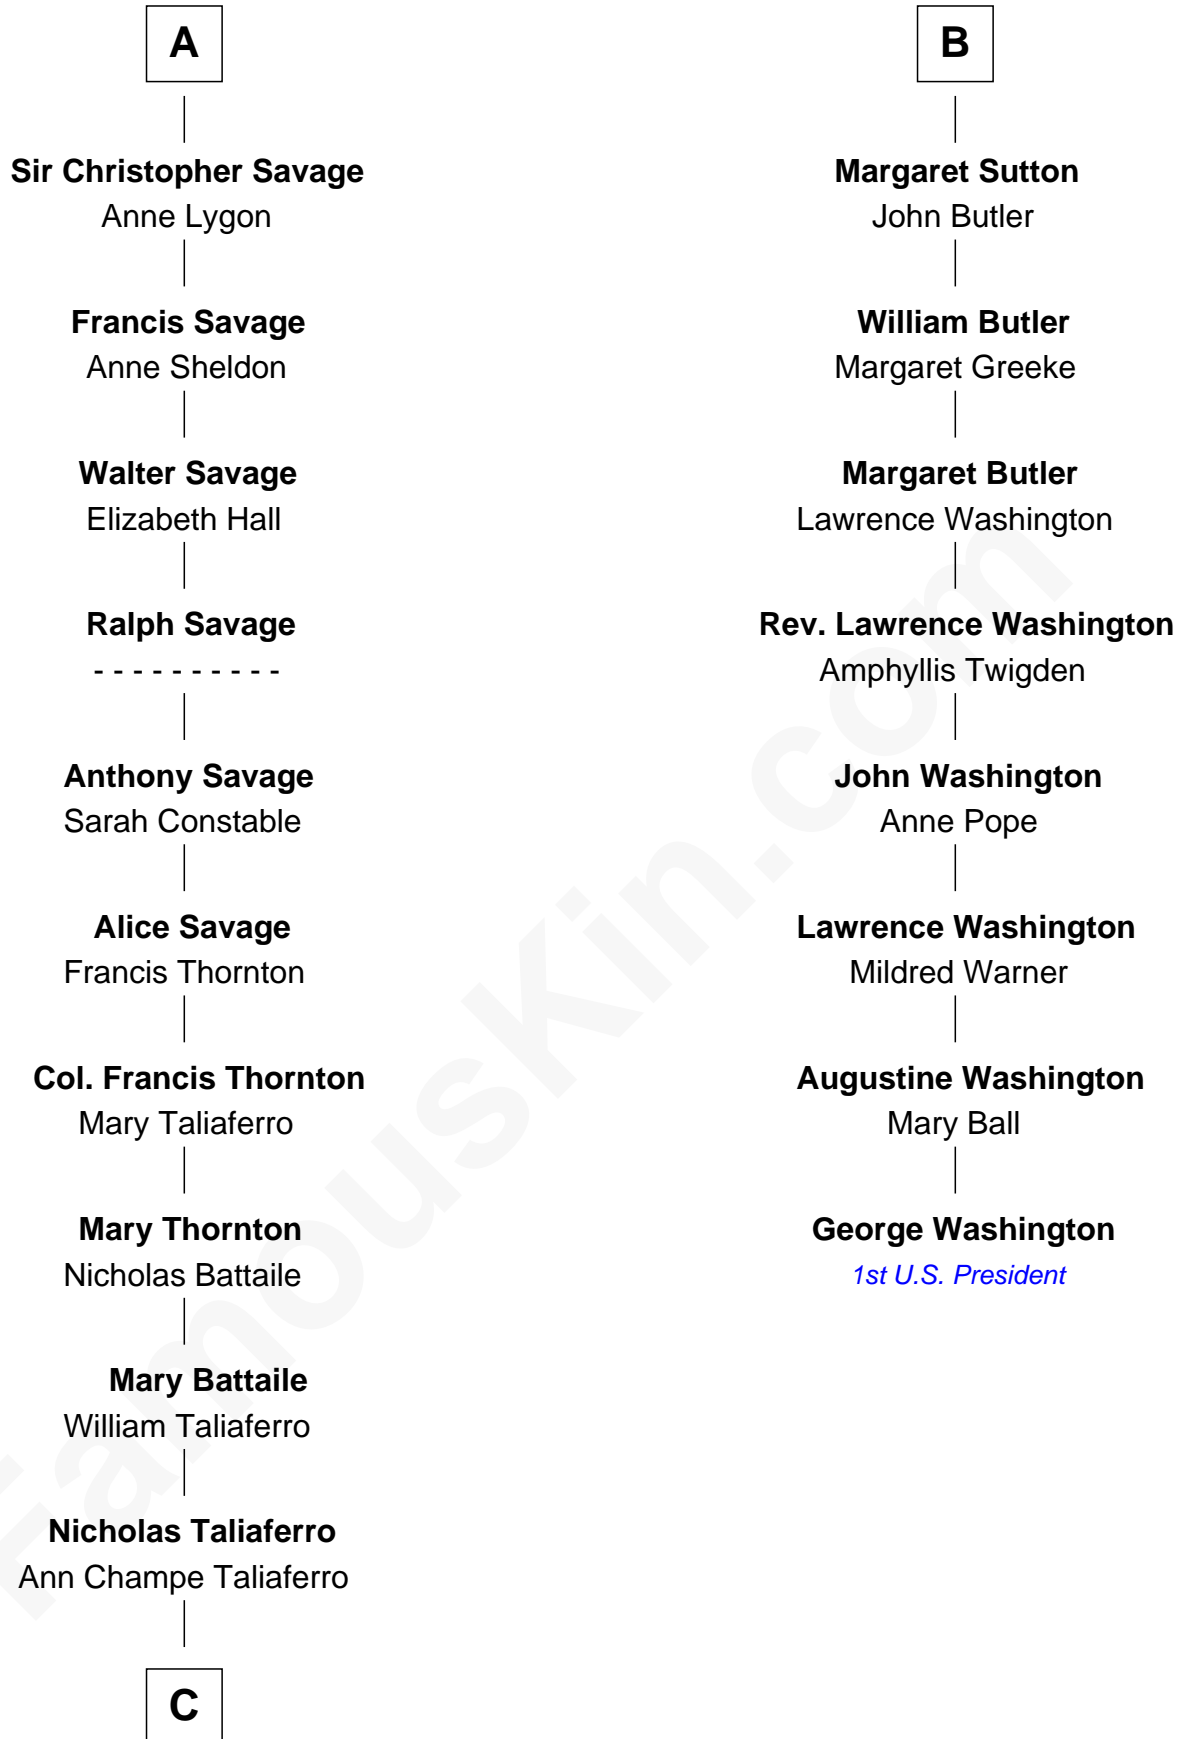 A
Sir Christopher Savage
Anne Lygon
Francis Savage
Anne Sheldon
Walter Savage
Elizabeth Hall
Ralph Savage
- - - - - - - - - -
Anthony Savage
Sarah Constable
Alice Savage
Francis Thornton
Col. Francis Thornton
Mary Taliaferro
Mary Thornton
Nicholas Battaile
Mary Battaile
William Taliaferro
Nicholas Taliaferro
Ann Champe Taliaferro
C
B
Margaret Sutton
John Butler
William Butler
Margaret Greeke
Margaret Butler
Lawrence Washington
Rev. Lawrence Washington
Amphyllis Twigden
John Washington
Anne Pope
Lawrence Washington
Mildred Warner
Augustine Washington
Mary Ball
George Washington
1st U.S. President
FamousKin.com